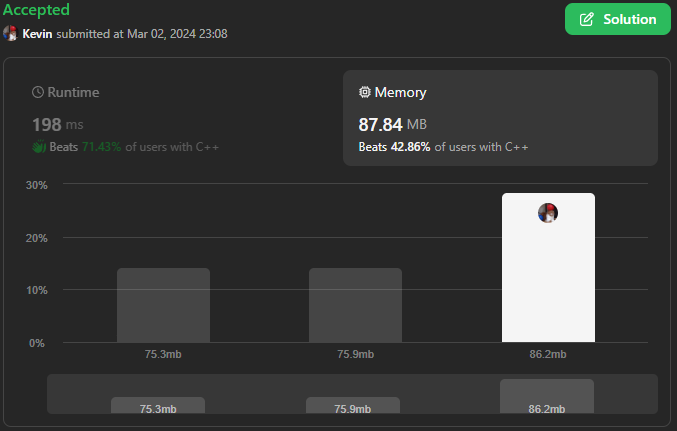 Accepted
Solution
Kevin submitted at Mar 02, 2024 23:08
Runtime
198 ms
Beats 71.43% of users with C++
Memory
87.84 MB
Beats 42.86% of users with C++
30%
20%
10%
0%
75.3mb 75.9mb 86.2mb
75.3mb 75.9mb 86.2mb